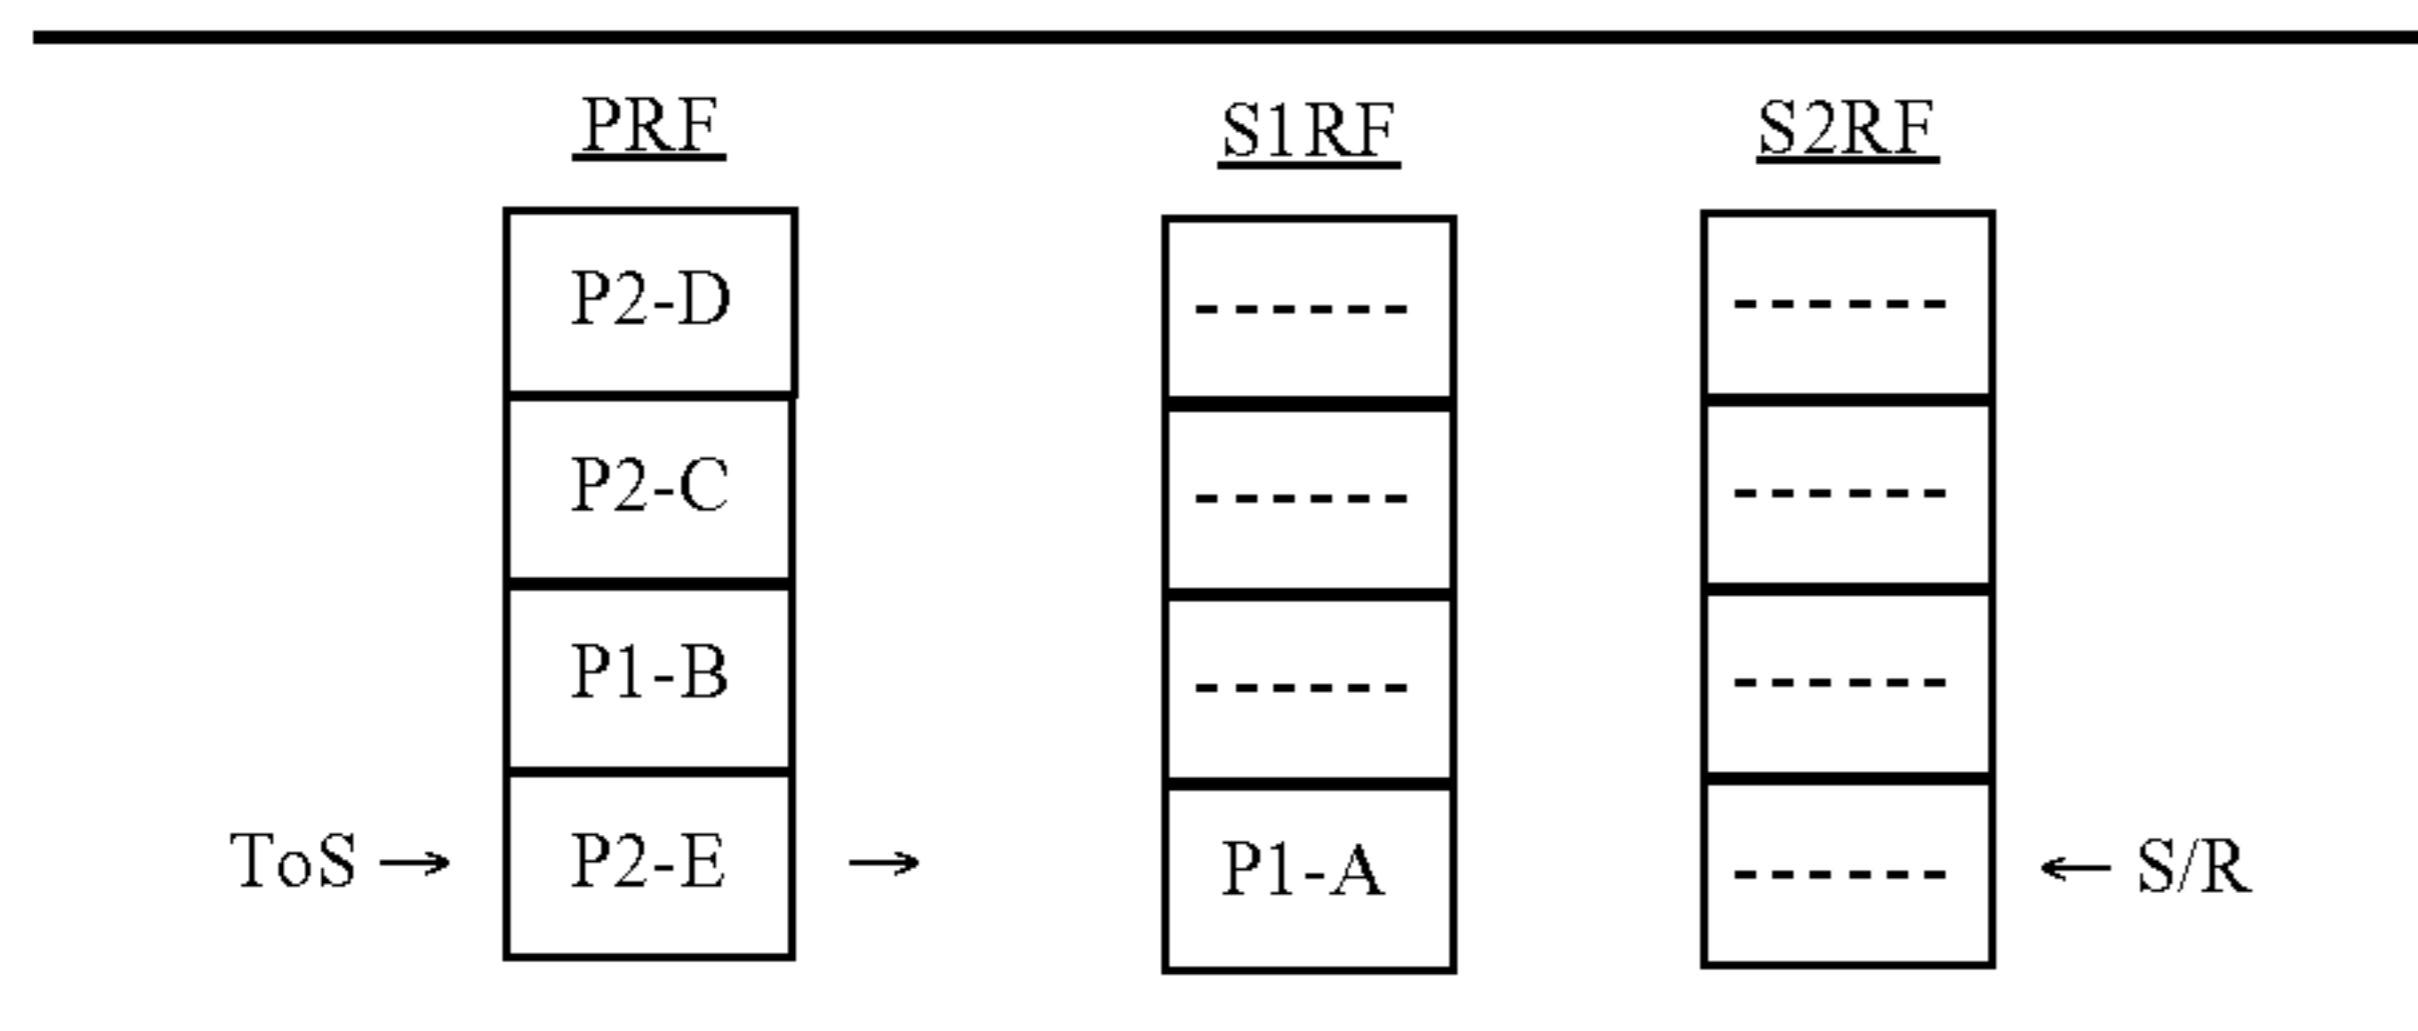 PRF S1RF S2RF
P2-D ------ ------
P2-C ------ ------
P1-B ------ ------
ToS → P2-E → P1-A ------ ← S/R